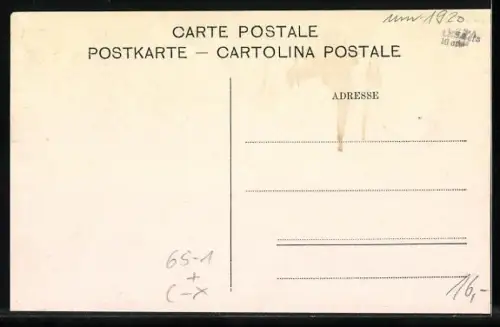 um 1920
CARTE POSTALE
POSTKARTE — CARTOLINA POSTALE
ADRESSE
65-1
+
C-X
16,-